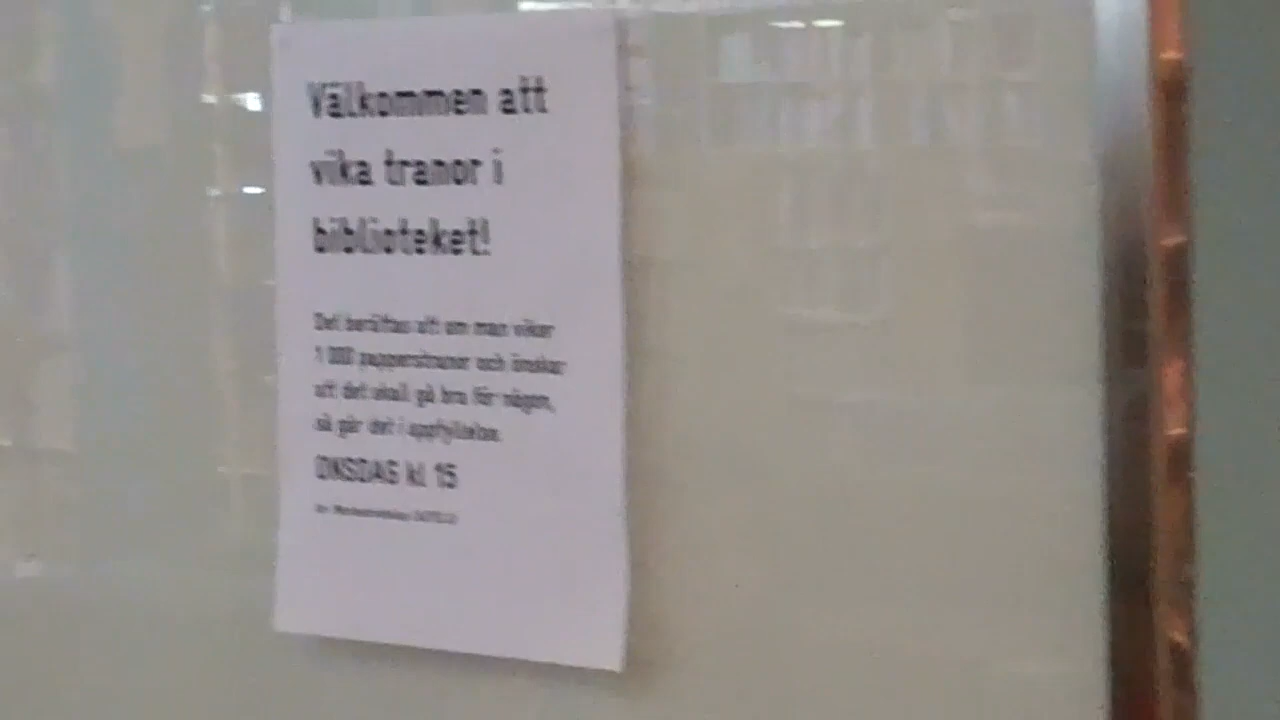 Välkommen att
vika tranor i
biblioteket!
Det berättas att om man viker
1 000 papperstranor och önskar
att det skall gå bra för någon,
så går det i uppfyllelse.
ONSDAG kl 15